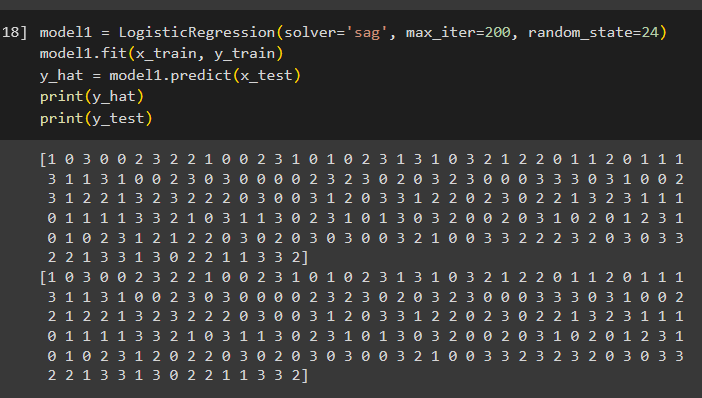 18] model1 = LogisticRegression(solver='sag', max_iter=200, random_state=24)
model1.fit(x_train, y_train)
y_hat = model1.predict(x_test)
print(y_hat)
print(y_test)
[1 0 3 0 0 2 3 2 2 1 0 0 2 3 1 0 1 0 2 3 1 3 1 0 3 2 1 2 2 0 1 1 2 0 1 1 1
3 1 1 3 1 0 0 2 3 0 3 0 0 0 0 2 3 2 3 0 2 0 3 2 3 0 0 0 3 3 3 0 3 1 0 0 2
3 1 2 2 1 3 2 3 2 2 2 0 3 0 0 3 1 2 0 3 3 1 2 2 0 2 3 0 2 2 1 3 2 3 1 1 1
0 1 1 1 1 3 3 2 1 0 3 1 1 3 0 2 3 1 0 1 3 0 3 2 0 0 2 0 3 1 0 2 0 1 2 3 1
0 1 0 2 3 1 2 1 2 2 0 3 0 2 0 3 0 3 0 0 3 2 1 0 0 3 3 2 2 2 3 2 0 3 0 3 3
2 2 1 3 3 1 3 0 2 2 1 1 3 3 2]
[1 0 3 0 0 2 3 2 2 1 0 0 2 3 1 0 1 0 2 3 1 3 1 0 3 2 1 2 2 0 1 1 2 0 1 1 1
3 1 1 3 1 0 0 2 3 0 3 0 0 0 0 2 3 2 3 0 2 0 3 2 3 0 0 0 3 3 3 0 3 1 0 0 2
2 1 2 2 1 3 2 3 2 2 2 0 3 0 0 3 1 2 0 3 3 1 2 2 0 2 3 0 2 2 1 3 2 3 1 1 1
0 1 1 1 1 3 3 2 1 0 3 1 1 3 0 2 3 1 0 1 3 0 3 2 0 0 2 0 3 1 0 2 0 1 2 3 1
0 1 0 2 3 1 2 0 2 2 0 3 0 2 0 3 0 3 0 0 3 2 1 0 0 3 3 2 3 2 3 2 0 3 0 3 3
2 2 1 3 3 1 3 0 2 2 1 1 3 3 2]